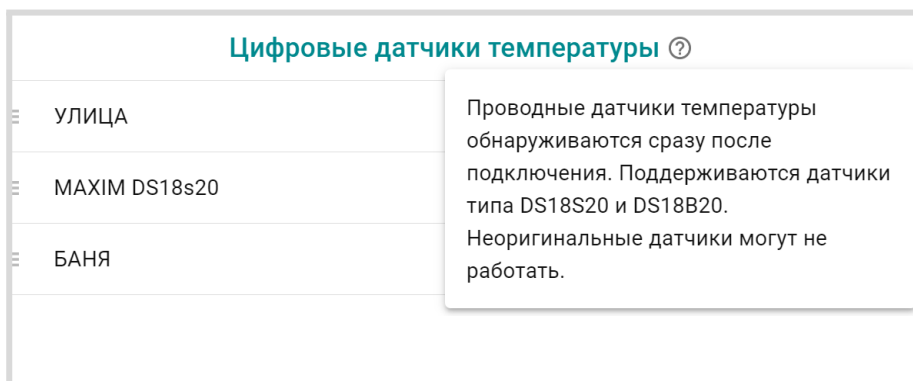 Цифровые датчики температуры ?
УЛИЦА
MAXIM DS18s20
БАНЯ
Проводные датчики температуры
обнаруживаются сразу после
подключения. Поддерживаются датчики
типа DS18S20 и DS18B20.
Неоригинальные датчики могут не
работать.